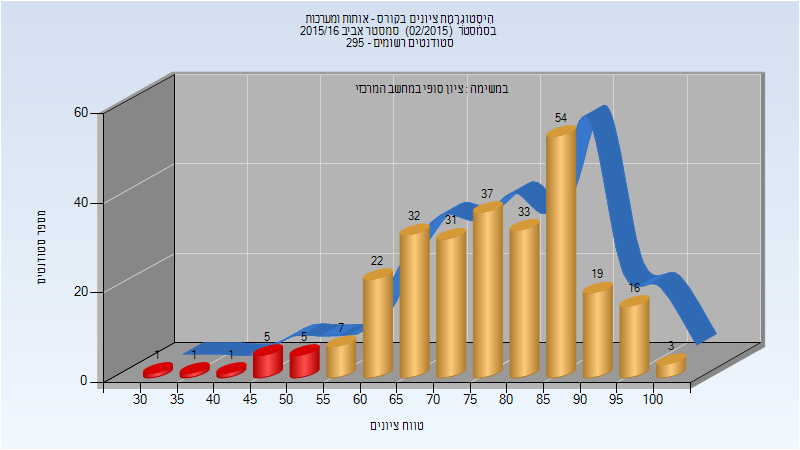 היסטוגרמת ציונים בקורס - אותות ומערכות
בסמסטר (02/2015) סמסטר אביב 2015/16
סטודנטים רשומים - 295
במשימה : ציון סופי במחשב המרכזי
60
40
20
0
מספר סטודנטים
1
1
1
5
5
7
22
32
31
37
33
54
19
16
3
30 35 40 45 50 55 60 65 70 75 80 85 90 95 100
טווח ציונים